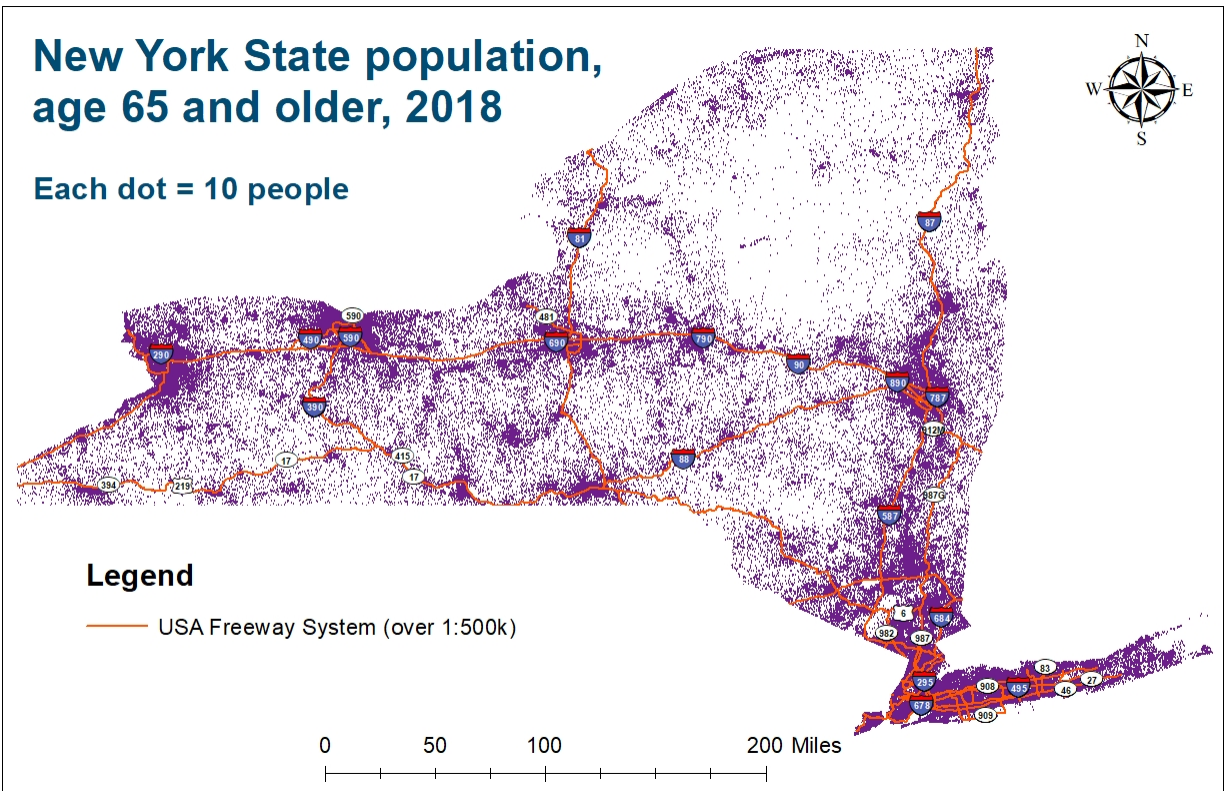 New York State population,
age 65 and older, 2018
Each dot = 10 people
N
W E
S
87
81
590
481
490 590
290
690
790
90
890
787
390
912M
415
17
88
17
394 219
987G
587
Legend
USA Freeway System (over 1:500k)
6
684
982 987
83
295
908 495 27
46
678
909
0 50 100 200 Miles